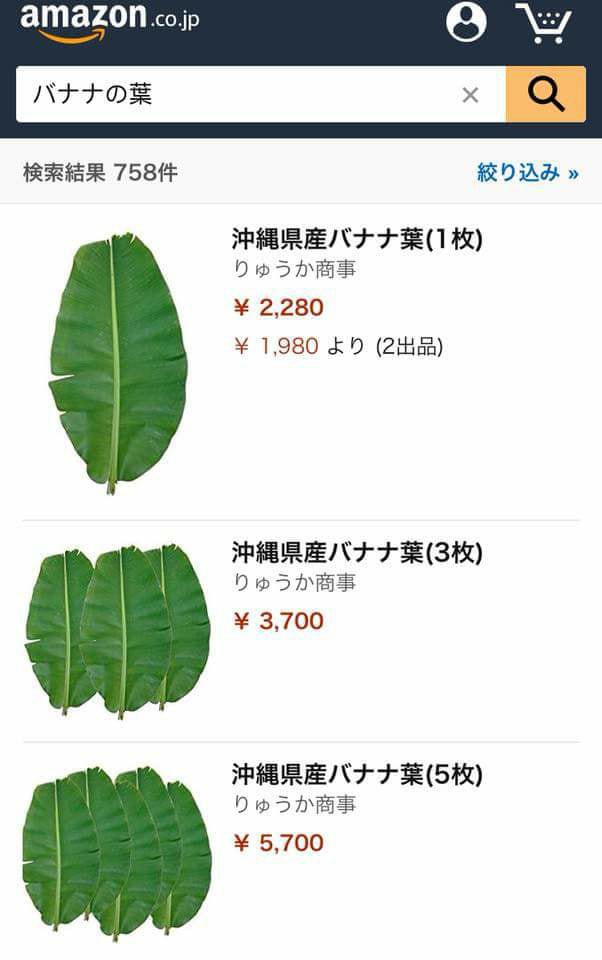 amazon.co.jp
バナナの葉
検索結果 758件
絞り込み »
沖縄県産バナナ葉(1枚)
りゅうか商事
¥ 2,280
¥ 1,980 より (2出品)
沖縄県産バナナ葉(3枚)
りゅうか商事
¥ 3,700
沖縄県産バナナ葉(5枚)
りゅうか商事
¥ 5,700